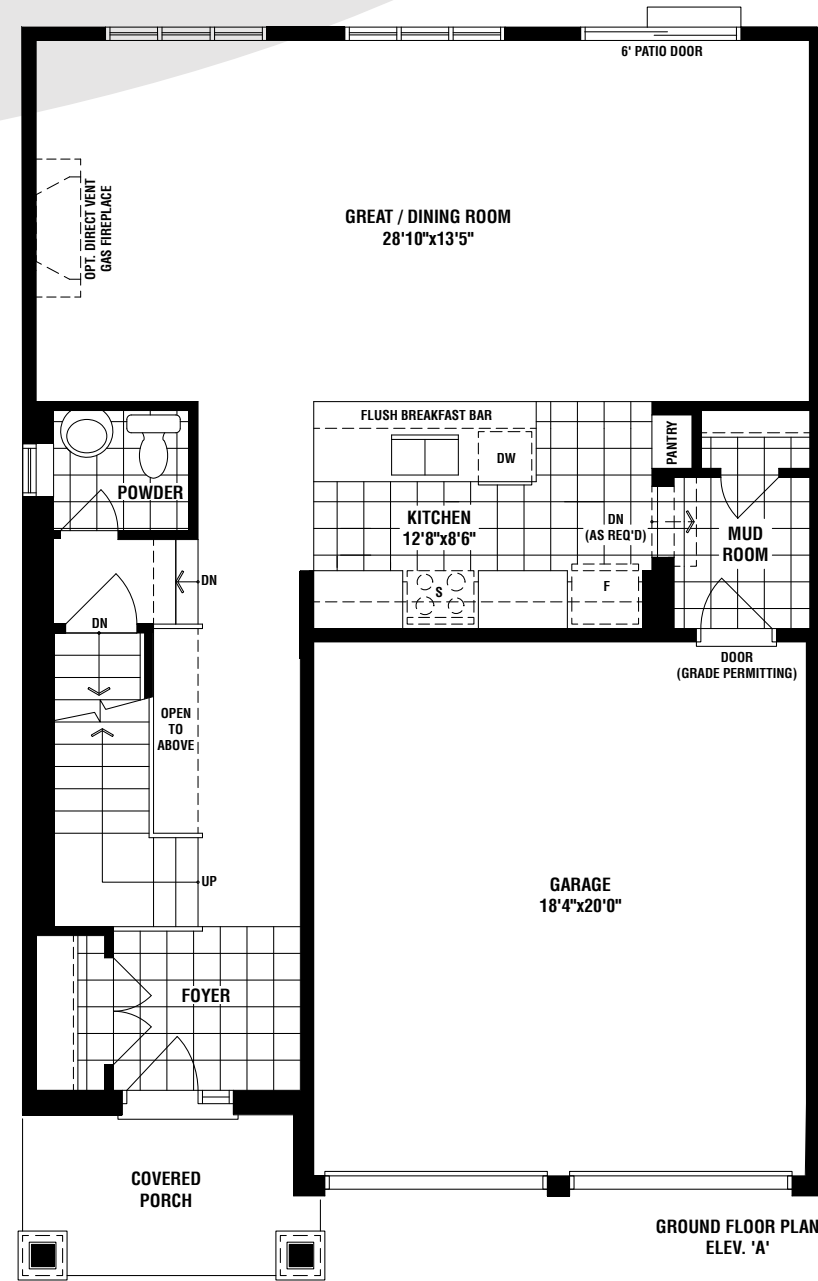 6' PATIO DOOR
OPT. DIRECT VENT
GAS FIREPLACE
GREAT / DINING ROOM
28'10"x13'5"
FLUSH BREAKFAST BAR
DW
PANTRY
POWDER
KITCHEN
12'8"x8'6"
DN
(AS REQ'D)
MUD
ROOM
DN
S
F
DN
DOOR
(GRADE PERMITTING)
OPEN
TO
ABOVE
UP
GARAGE
18'4"x20'0"
FOYER
COVERED
PORCH
GROUND FLOOR PLAN
ELEV. 'A'